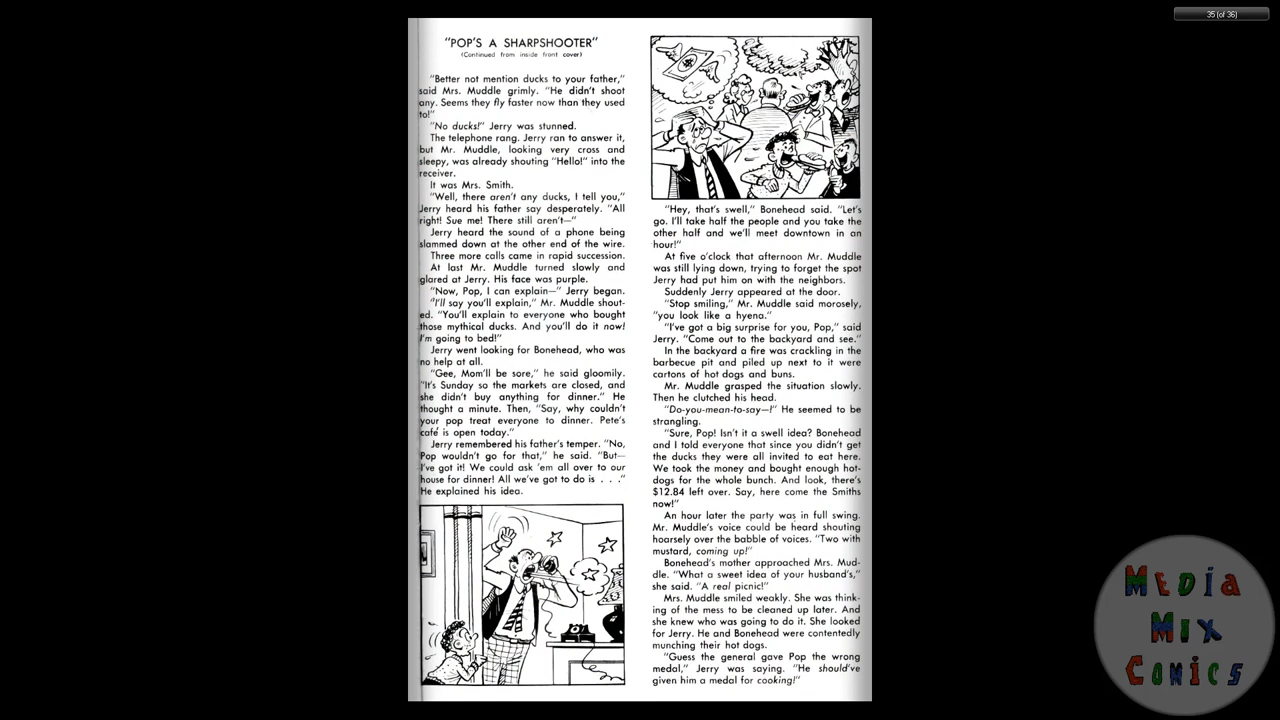 35 (of 36)
"POP'S A SHARPSHOOTER"
(Continued from inside front cover)
"Better not mention ducks to your father,"
said Mrs. Muddle grimly. "He didn't shoot
any. Seems they fly faster now than they used
to!"
"No ducks!" Jerry was stunned.
The telephone rang. Jerry ran to answer it,
but Mr. Muddle, looking very cross and
sleepy, was already shouting "Hello!" into the
receiver.
It was Mrs. Smith.
"Well, there aren't any ducks, I tell you,"
Jerry heard his father say desperately. "All
right! Sue me! There still aren't—"
Jerry heard the sound of a phone being
slammed down at the other end of the wire.
Three more calls came in rapid succession.
At last Mr. Muddle turned slowly and
glared at Jerry. His face was purple.
"Now, Pop, I can explain—" Jerry began.
"I'll say you'll explain," Mr. Muddle shout-
ed. "You'll explain to everyone who bought
those mythical ducks. And you'll do it now!
I'm going to bed!"
Jerry went looking for Bonehead, who was
no help at all.
"Gee, Mom'll be sore," he said gloomily.
"It's Sunday so the markets are closed, and
she didn't buy anything for dinner." He
thought a minute. Then, "Say, why couldn't
your pop treat everyone to dinner. Pete's
café is open today."
Jerry remembered his father's temper. "No,
Pop wouldn't go for that," he said. "But—
I've got it! We could ask 'em all over to our
house for dinner! All we've got to do is . . ."
He explained his idea.
"Hey, that's swell," Bonehead said. "Let's
go. I'll take half the people and you take the
other half and we'll meet downtown in an
hour!"
At five o'clock that afternoon Mr. Muddle
was still lying down, trying to forget the spot
Jerry had put him on with the neighbors.
Suddenly Jerry appeared at the door.
"Stop smiling," Mr. Muddle said morosely,
"you look like a hyena."
"I've got a big surprise for you, Pop," said
Jerry. "Come out to the backyard and see."
In the backyard a fire was crackling in the
barbecue pit and piled up next to it were
cartons of hot dogs and buns.
Mr. Muddle grasped the situation slowly.
Then he clutched his head.
"Do-you-mean-to-say—!" He seemed to be
strangling.
"Sure, Pop! Isn't it a swell idea? Bonehead
and I told everyone that since you didn't get
the ducks they were all invited to eat here.
We took the money and bought enough hot-
dogs for the whole bunch. And look, there's
$12.84 left over. Say, here come the Smiths
now!"
An hour later the party was in full swing.
Mr. Muddle's voice could be heard shouting
hoarsely over the babble of voices. "Two with
mustard, coming up!"
Bonehead's mother approached Mrs. Mud-
dle. "What a sweet idea of your husband's,"
she said. "A real picnic!"
Mrs. Muddle smiled weakly. She was think-
ing of the mess to be cleaned up later. And
she knew who was going to do it. She looked
for Jerry. He and Bonehead were contentedly
munching their hot dogs.
"Guess the general gave Pop the wrong
medal," Jerry was saying. "He should've
given him a medal for cooking!"
MEDIA
MIX
COMICS